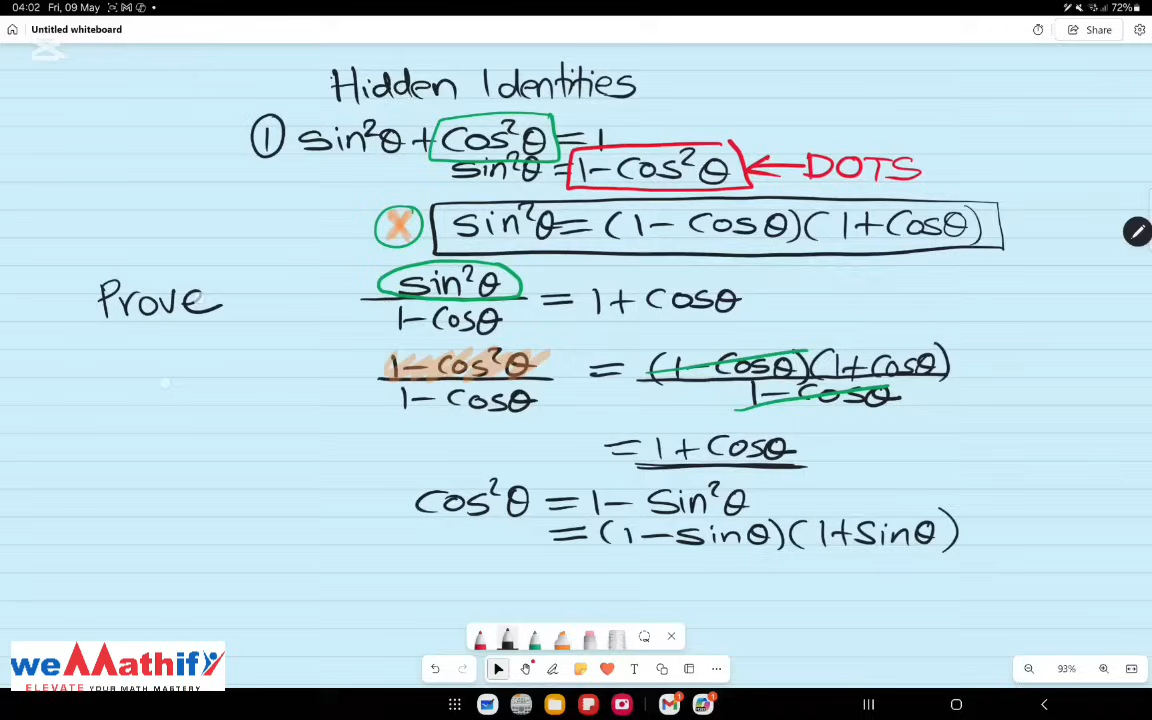 04:02 Fri, 09 May
72%
Untitled whiteboard
Share
Hidden Identities
① sin²θ + Cos²θ = 1
sin²θ = 1 - Cos²θ ← DOTS
X sin²θ = (1 - Cosθ)(1 + Cosθ)
Prove
sin²θ / 1 - Cosθ = 1 + Cosθ
1 - cos²θ / 1 - Cosθ = (1 - Cosθ)(1 + Cosθ) / 1 - Cosθ
= 1 + Cosθ
Cos²θ = 1 - Sin²θ
= (1 - sinθ)(1 + Sinθ)
weMathify
ELEVATE YOUR MATH MASTERY
93%